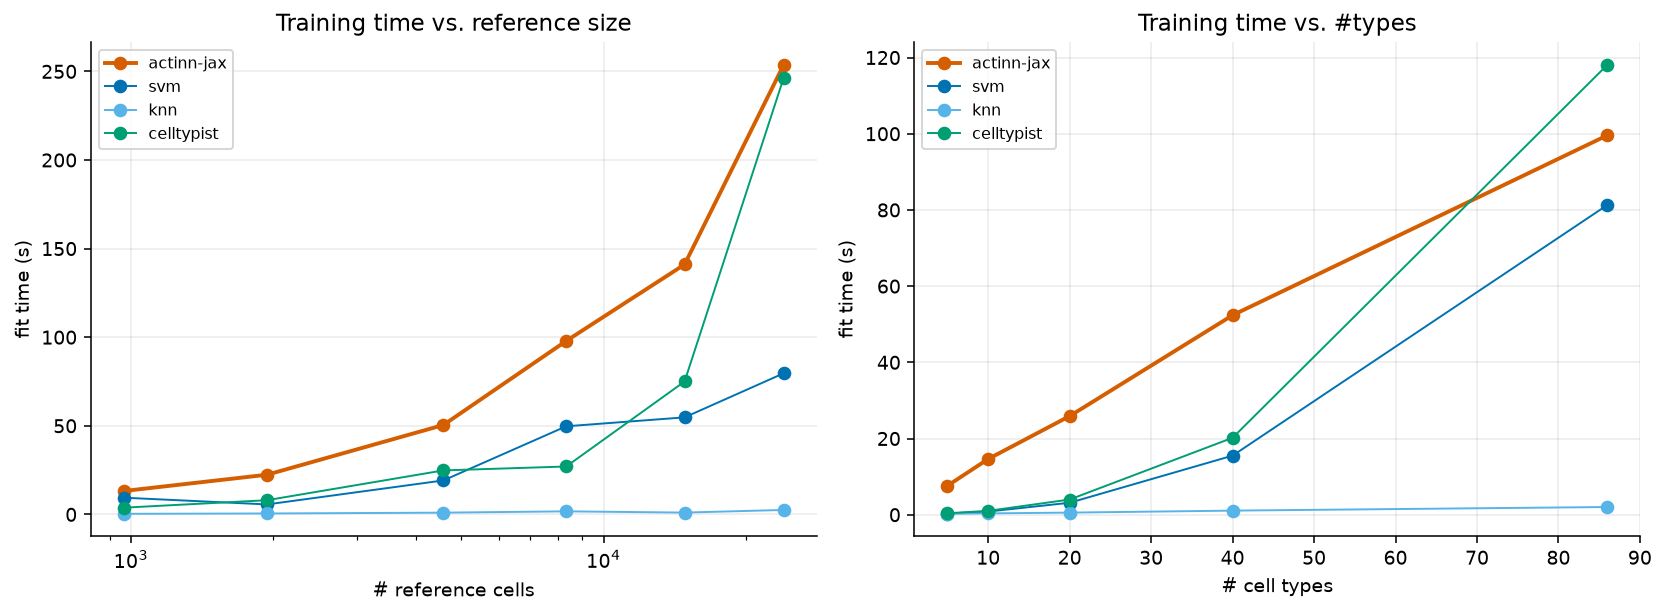 Training time vs. reference size
actinn-jax
svm
knn
celltypist
fit time (s)
250
200
150
100
50
0
10³
10⁴
# reference cells
Training time vs. #types
actinn-jax
svm
knn
celltypist
fit time (s)
120
100
80
60
40
20
0
10
20
30
40
50
60
70
80
90
# cell types